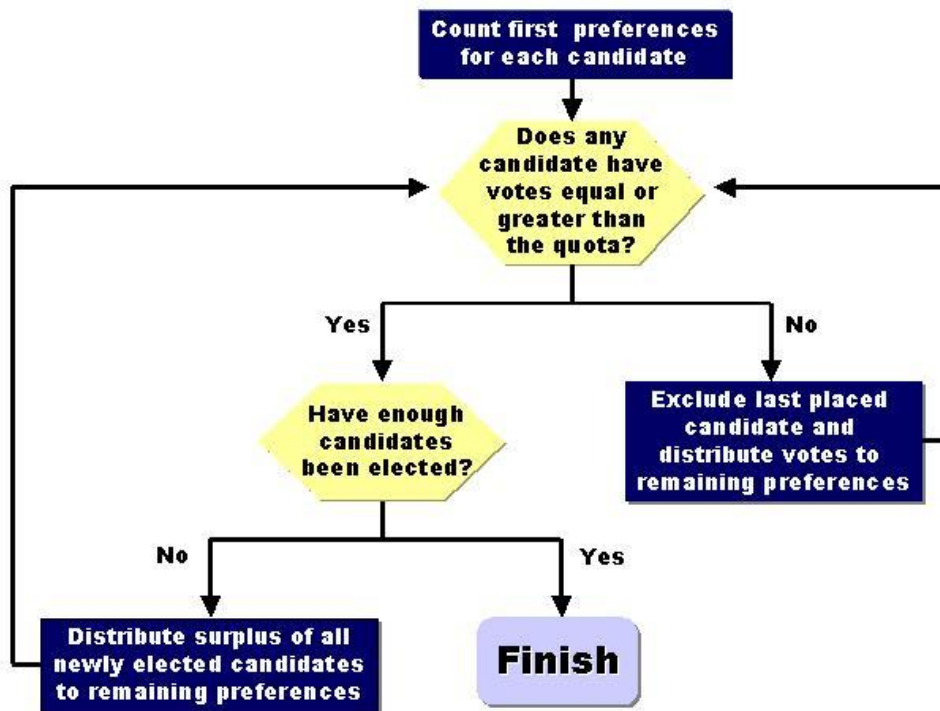 Count first preferences
for each candidate
Does any
candidate have
votes equal or
greater than
the quota?
Yes
No
Have enough
candidates
been elected?
Exclude last placed
candidate and
distribute votes to
remaining preferences
No
Yes
Distribute surplus of all
newly elected candidates
to remaining preferences
Finish